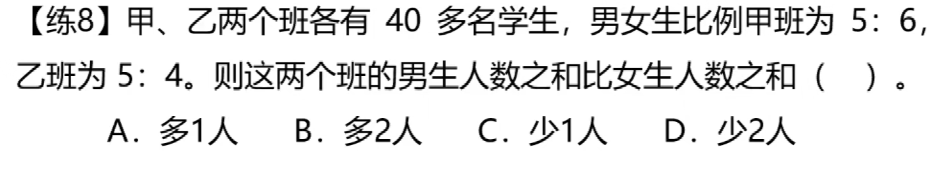 【练8】甲、乙两个班各有 40 多名学生，男女生比例甲班为 5：6，
乙班为 5：4。则这两个班的男生人数之和比女生人数之和（ ）。
A．多1人 B．多2人 C．少1人 D．少2人